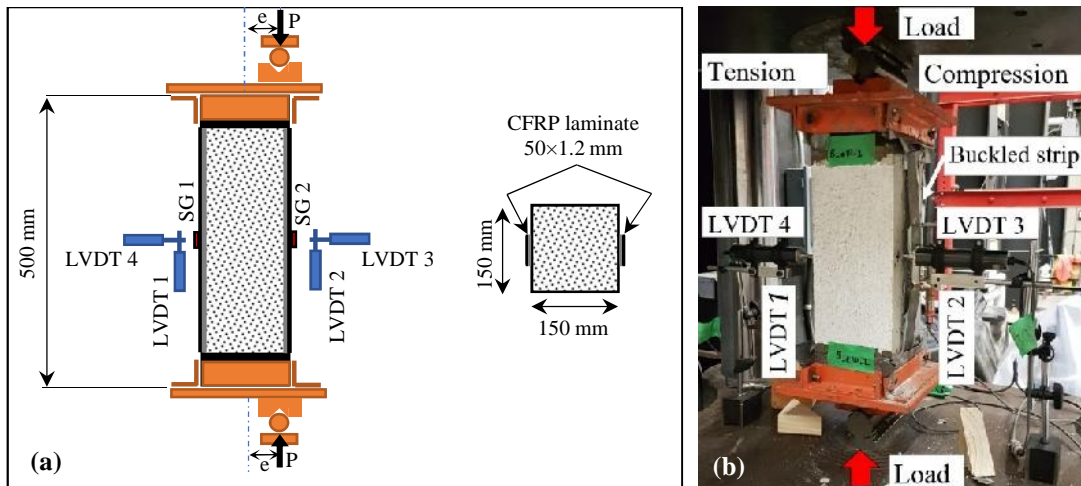 e
P
500 mm
SG 1
SG 2
LVDT 4
LVDT 3
LVDT 1
LVDT 2
e
P
(a)
CFRP laminate
50×1.2 mm
150 mm
150 mm
Load
Tension
Compression
Buckled strip
LVDT 4
LVDT 3
LVDT 1
LVDT 2
Load
(b)